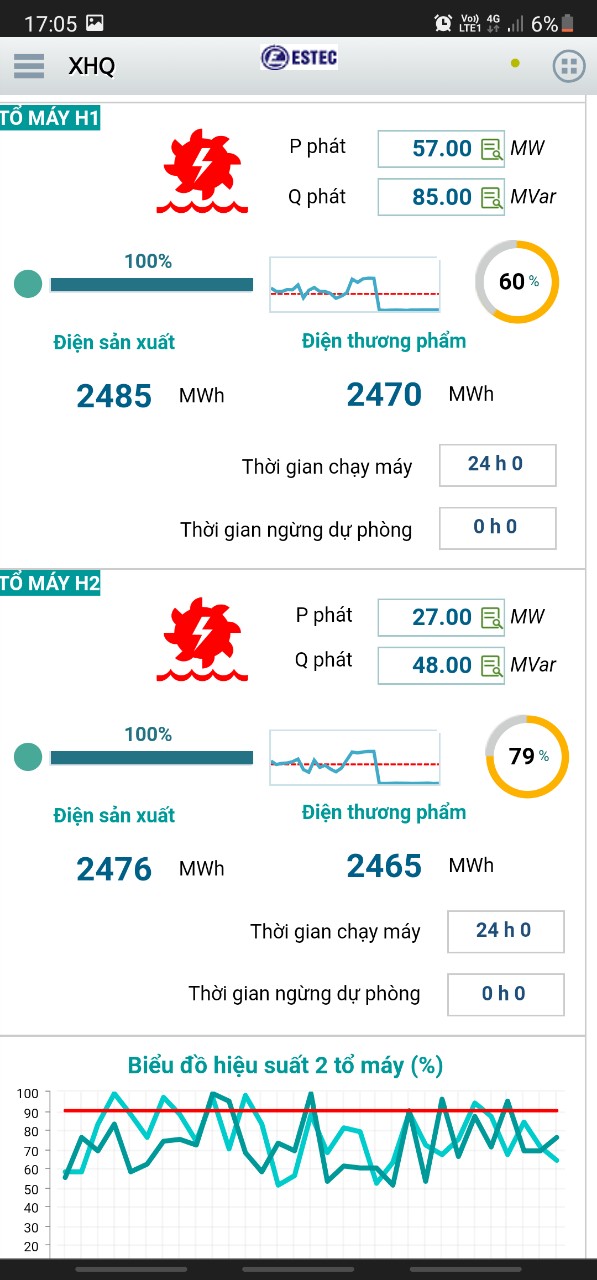 17:05 Vo)) LTE1 4G 6%
XHQ ESTEC
TỔ MÁY H1
P phát 57.00 MW
Q phát 85.00 MVar
100%
60 %
Điện sản xuất Điện thương phẩm
2485 MWh 2470 MWh
Thời gian chạy máy 24 h 0
Thời gian ngừng dự phòng 0 h 0
TỔ MÁY H2
P phát 27.00 MW
Q phát 48.00 MVar
100%
79 %
Điện sản xuất Điện thương phẩm
2476 MWh 2465 MWh
Thời gian chạy máy 24 h 0
Thời gian ngừng dự phòng 0 h 0
Biểu đồ hiệu suất 2 tổ máy (%)
100
90
80
70
60
50
40
30
20